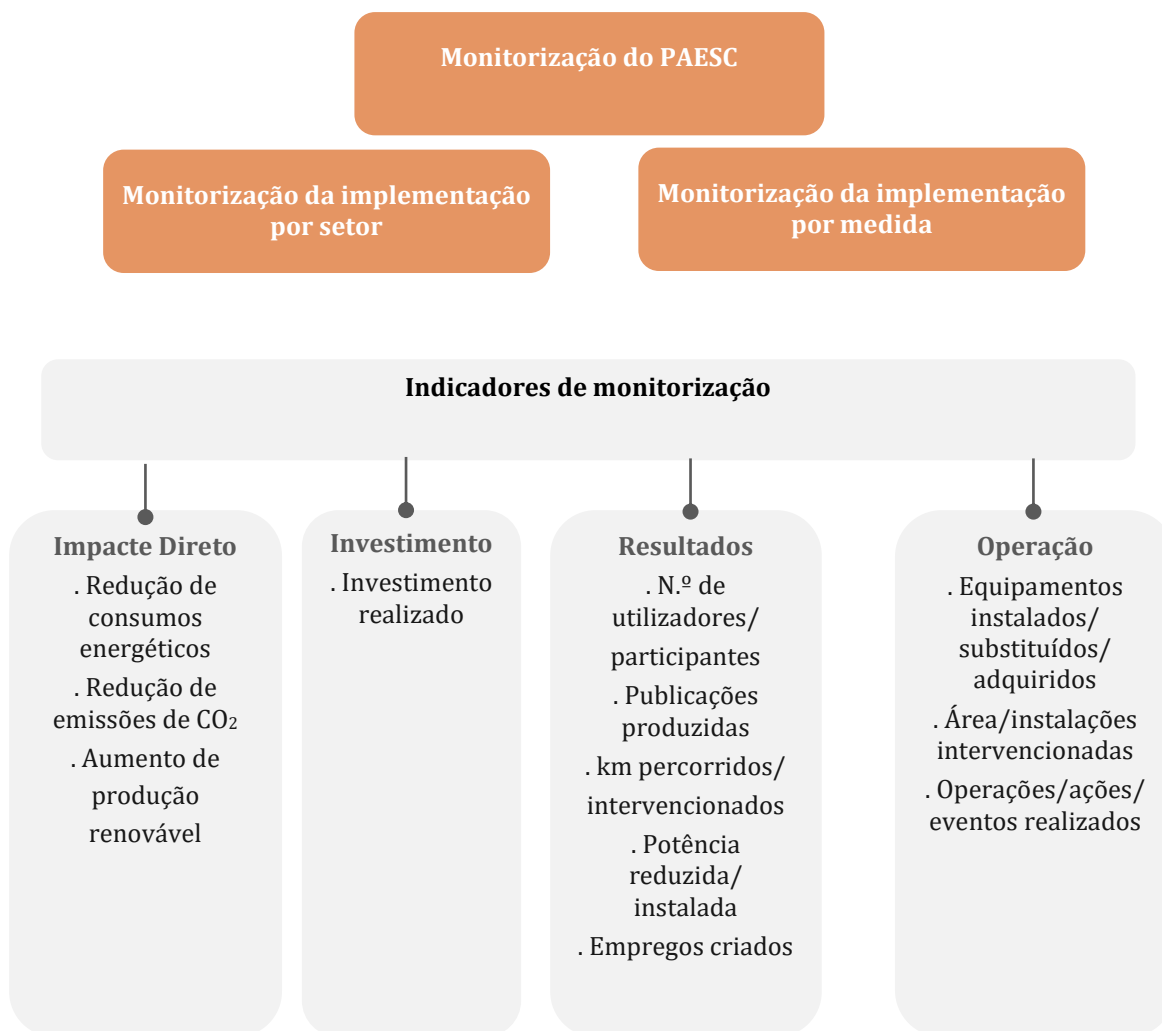 Monitorização do PAESC
Monitorização da implementação
por setor
Monitorização da implementação
por medida
Indicadores de monitorização
Impacte Direto
. Redução de
consumos
energéticos
. Redução de
emissões de CO₂
. Aumento de
produção
renovável
Investimento
. Investimento
realizado
Resultados
. N.º de
utilizadores/
participantes
. Publicações
produzidas
. km percorridos/
intervencionados
. Potência
reduzida/
instalada
. Empregos criados
Operação
. Equipamentos
instalados/
substituídos/
adquiridos
. Área/instalações
intervencionadas
. Operações/ações/
eventos realizados